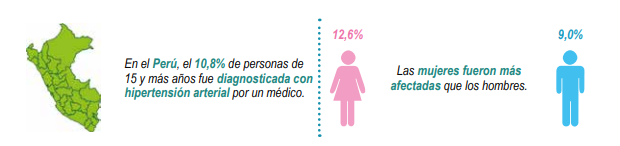 En el Perú, el 10,8% de personas de
15 y más años fue diagnosticada con
hipertensión arterial por un médico.
12,6%
Las mujeres fueron más
afectadas que los hombres.
9,0%